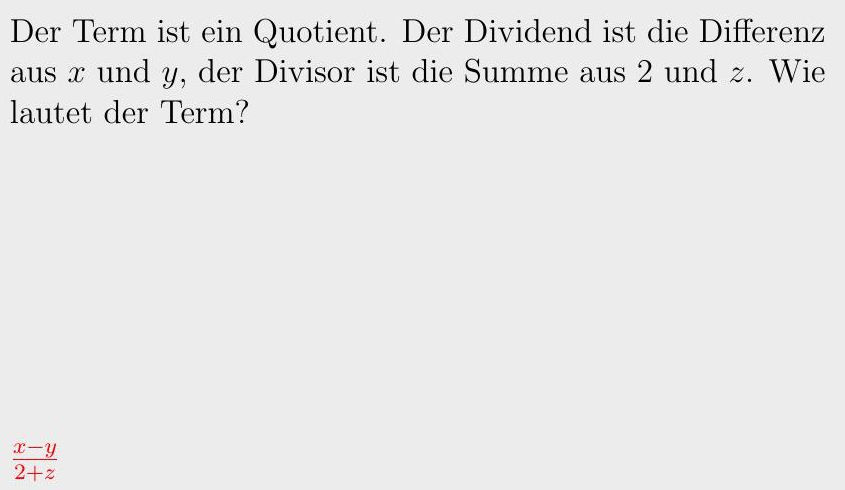 Der Term ist ein Quotient. Der Dividend ist die Differenz
aus x und y, der Divisor ist die Summe aus 2 und z. Wie
lautet der Term?
x−y
2+z